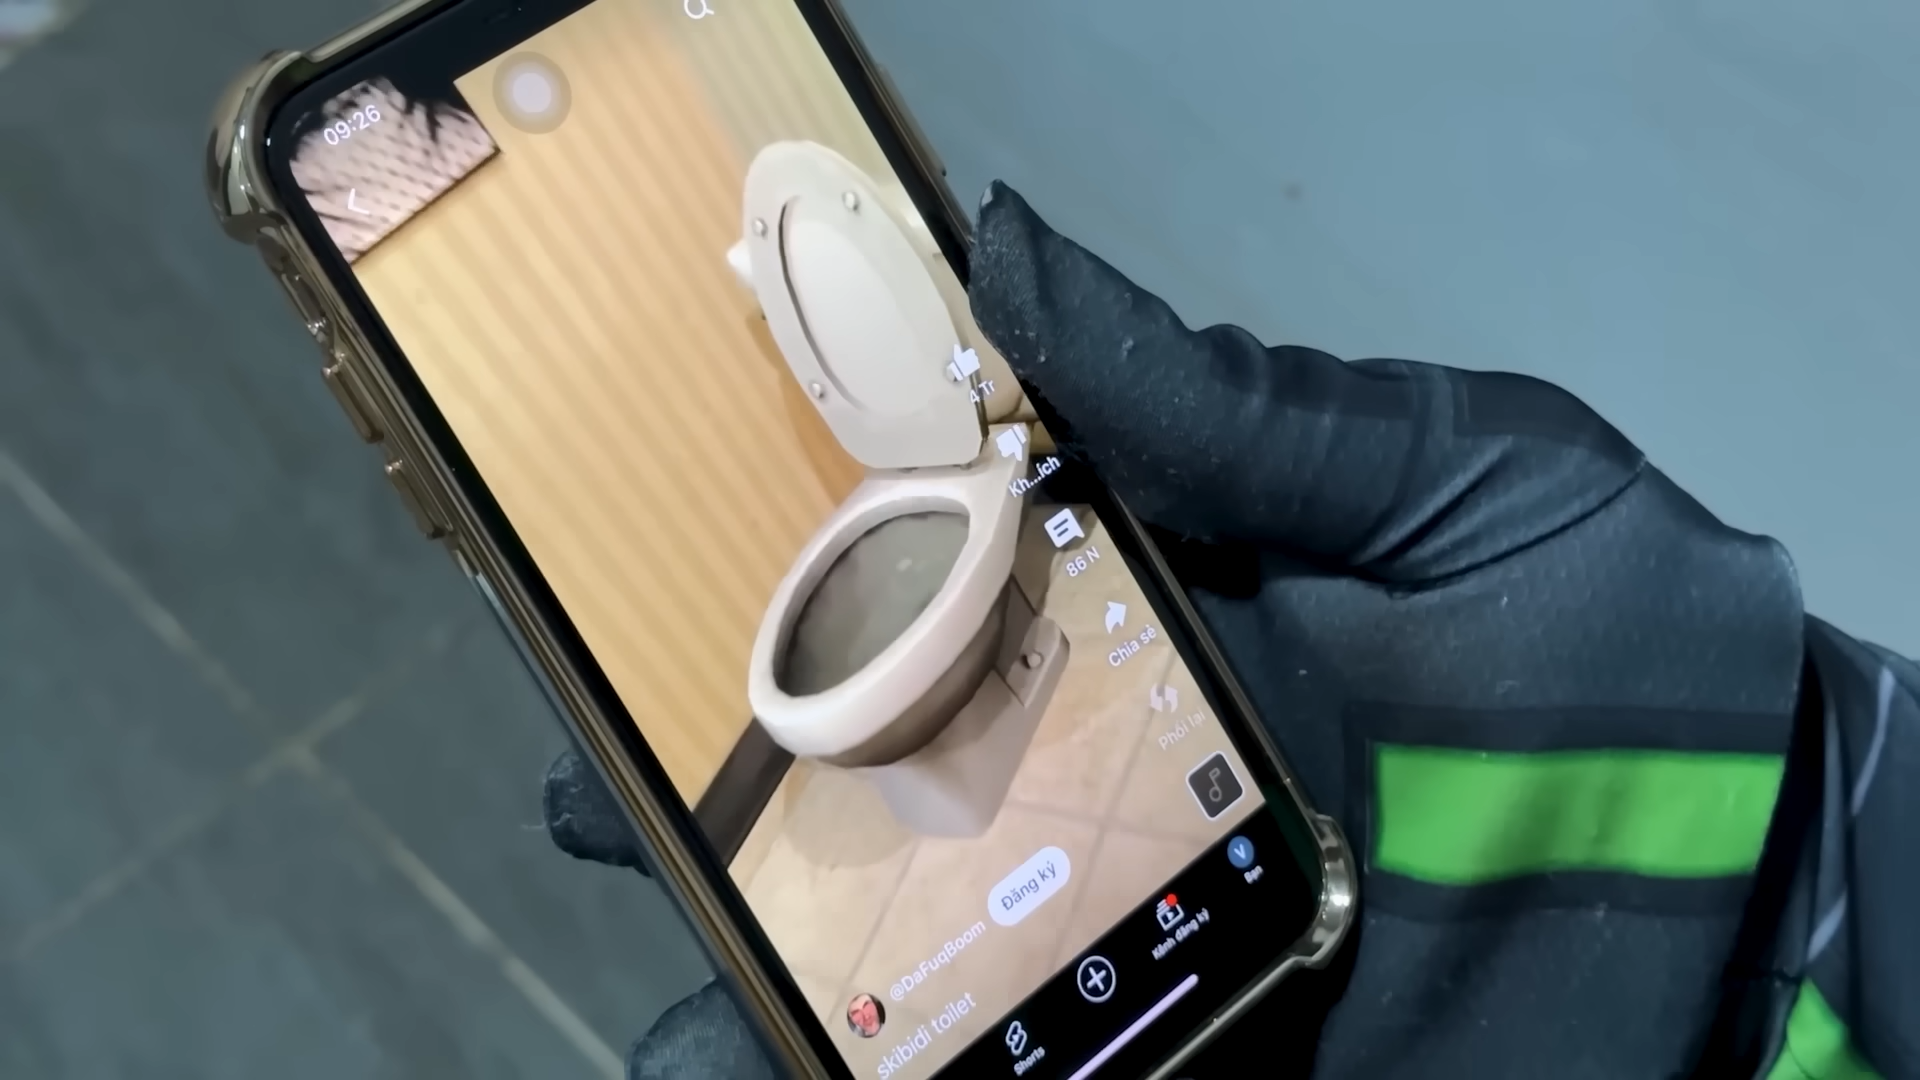 09:26
4 Tr
Kh...ích
86 N
Chia sẻ
Phối lại
@DaFuqBoom
Đăng ký
skibidi toilet
Shorts
Kênh đăng ký
V
Bạn